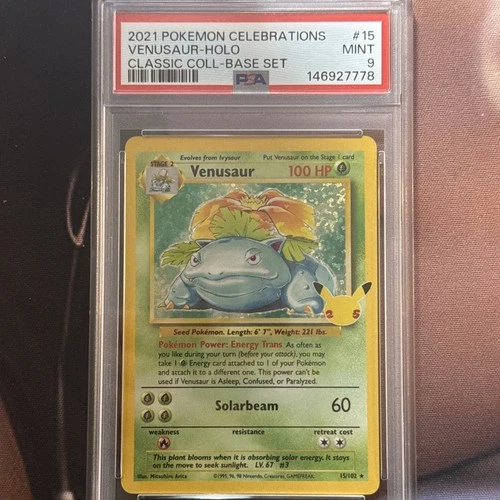 2021 POKEMON CELEBRATIONS #15
VENUSAUR-HOLO MINT
CLASSIC COLL-BASE SET 9
PSA 146927778
Evolves from Ivysaur Put Venusaur on the Stage 1 card
STAGE 2
Venusaur 100 HP
25
Seed Pokémon. Length: 6' 7", Weight: 221 lbs.
Pokémon Power: Energy Trans As often as
you like during your turn (before your attack), you may
take 1 Energy card attached to 1 of your Pokémon
and attach it to a different one. This power can't be
used if Venusaur is Asleep, Confused, or Paralyzed.
Solarbeam 60
weakness resistance retreat cost
This plant blooms when it is absorbing solar energy. It stays
on the move to seek sunlight. LV. 67 #3
Illus. Mitsuhiro Arita ©1995, 96, 98 Nintendo, Creatures, GAMEFREAK. 15/102 ★